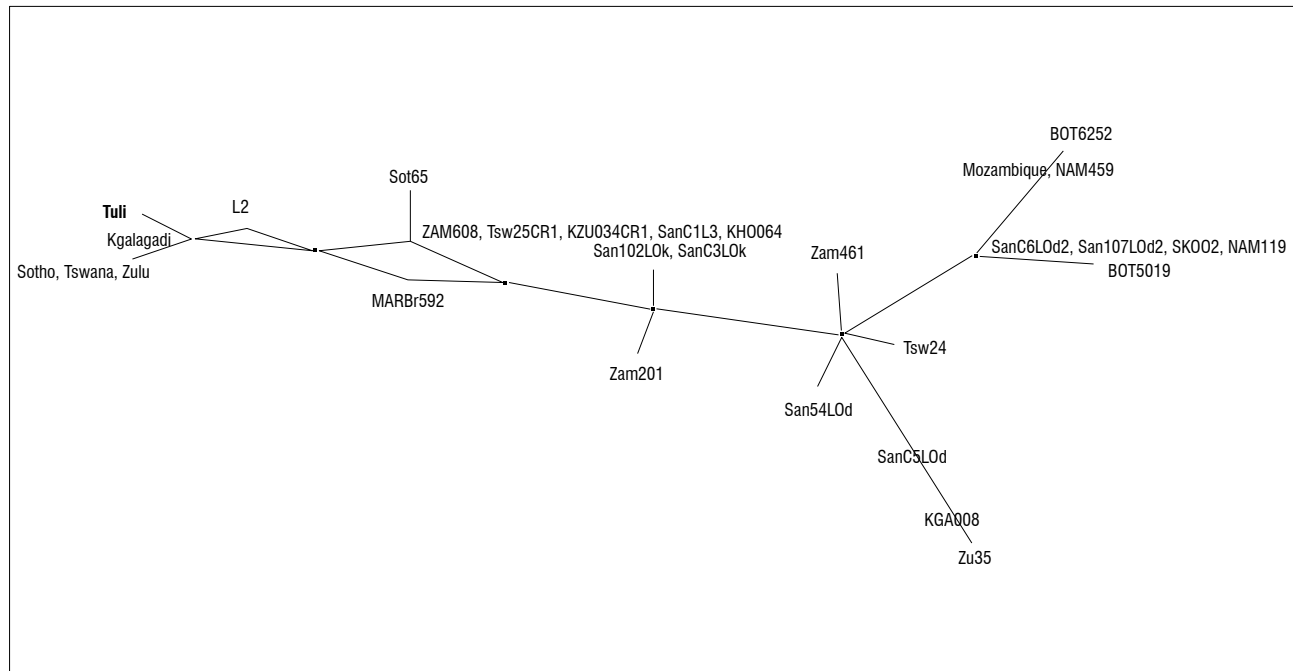 BOT6252
Mozambique, NAM459
Sot65
Tuli
L2
Kgalagadi
ZAM608, Tsw25CR1, KZU034CR1, SanC1L3, KHO064
San102LOk, SanC3LOk
Zam461
SanC6LOd2, San107LOd2, SKOO2, NAM119
BOT5019
Sotho, Tswana, Zulu
MARBr592
Tsw24
Zam201
San54LOd
SanC5LOd
KGA008
Zu35